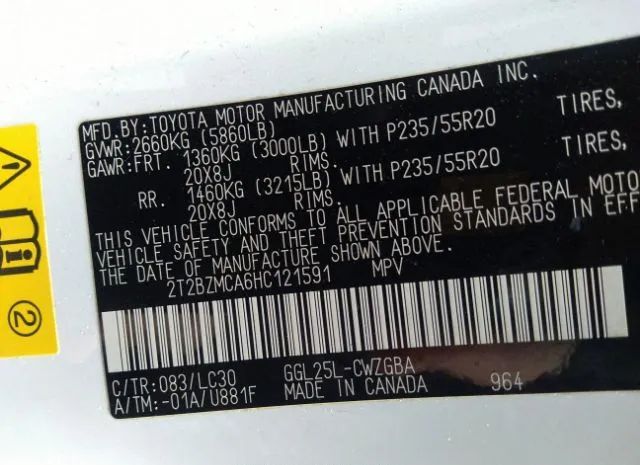 MFD.BY:TOYOTA MOTOR MANUFACTURING CANADA INC.
GVWR:2660KG (5860LB)
GAWR:FRT. 1360KG (3000LB) WITH P235/55R20 TIRES,
20X8J RIMS.
RR. 1460KG (3215LB) WITH P235/55R20 TIRES,
20X8J RIMS.
THIS VEHICLE CONFORMS TO ALL APPLICABLE FEDERAL MOTO
VEHICLE SAFETY AND THEFT PREVENTION STANDARDS IN EFF
THE DATE OF MANUFACTURE SHOWN ABOVE.
2T2BZMCA6HC121591 MPV
C/TR:083/LC30 GGL25L-CWZGBA
A/TM:-01A/U881F MADE IN CANADA 964
2